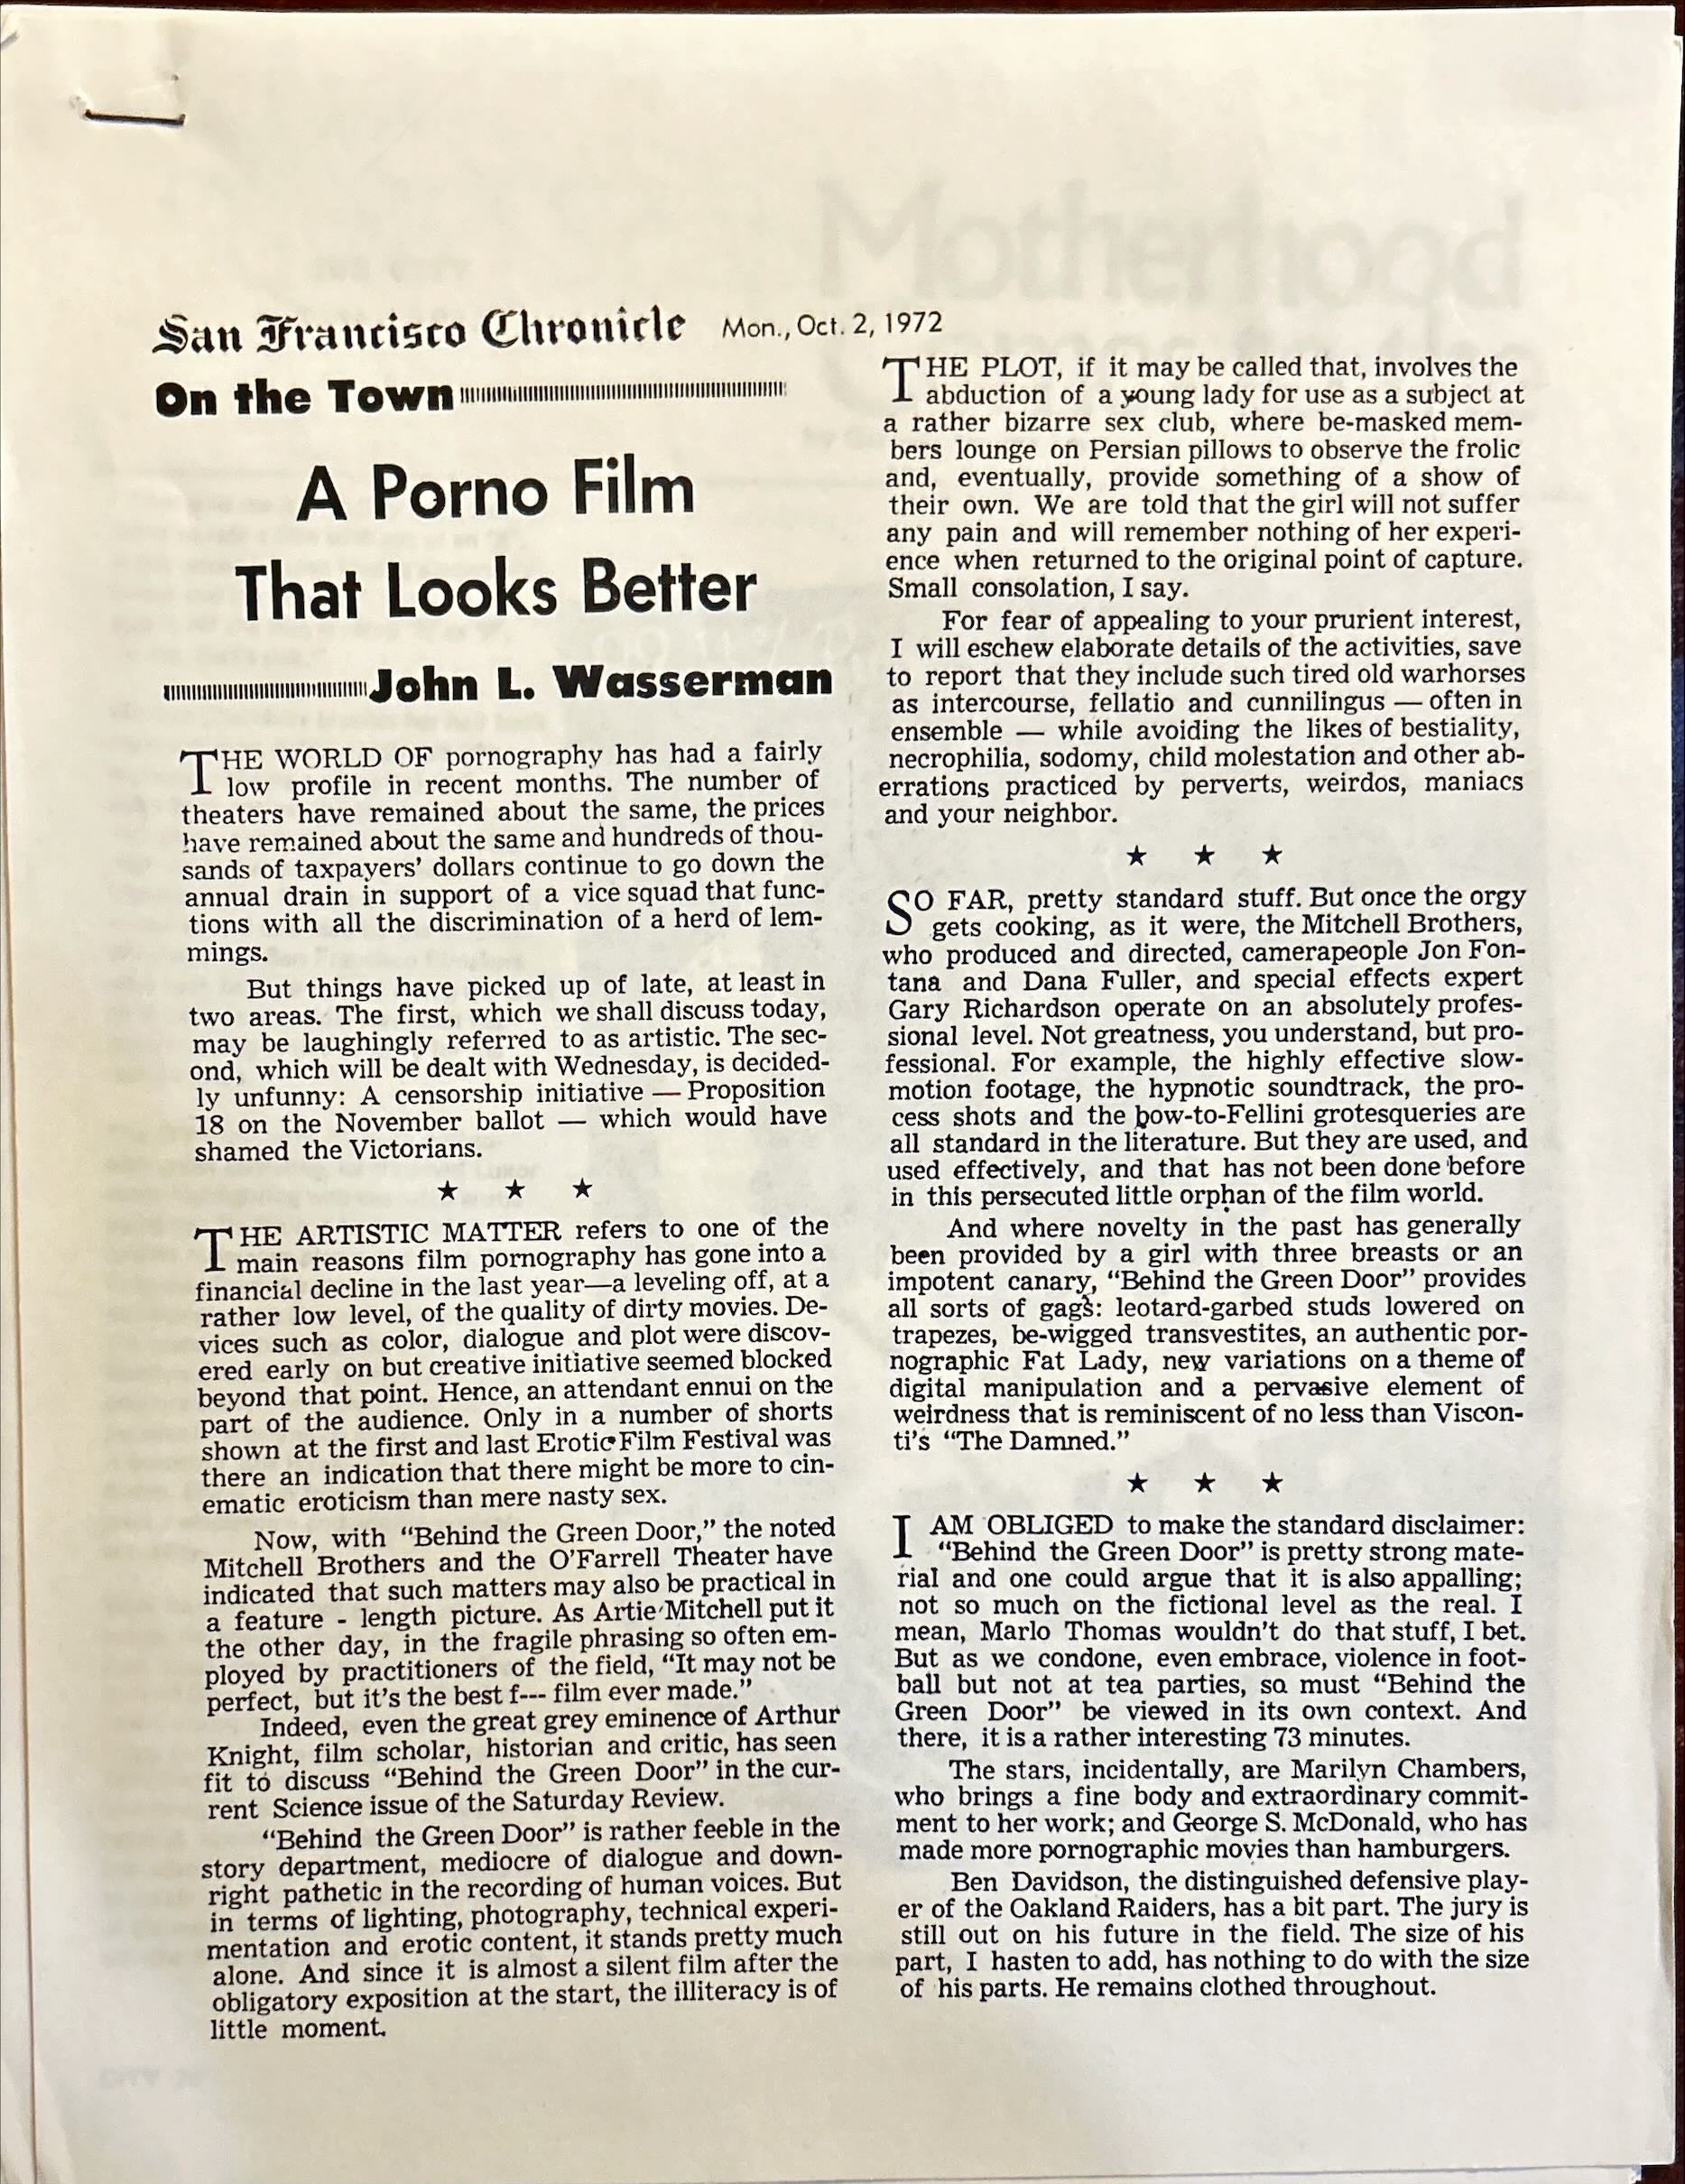 San Francisco Chronicle Mon., Oct. 2, 1972
On the Town
A Porno Film
That Looks Better
John L. Wasserman
THE WORLD OF pornography has had a fairly
low profile in recent months. The number of
theaters have remained about the same, the prices
have remained about the same and hundreds of thou-
sands of taxpayers' dollars continue to go down the
annual drain in support of a vice squad that func-
tions with all the discrimination of a herd of lem-
mings.
But things have picked up of late, at least in
two areas. The first, which we shall discuss today,
may be laughingly referred to as artistic. The sec-
ond, which will be dealt with Wednesday, is decided-
ly unfunny: A censorship initiative — Proposition
18 on the November ballot — which would have
shamed the Victorians.
★ ★ ★
THE ARTISTIC MATTER refers to one of the
main reasons film pornography has gone into a
financial decline in the last year—a leveling off, at a
rather low level, of the quality of dirty movies. De-
vices such as color, dialogue and plot were discov-
ered early on but creative initiative seemed blocked
beyond that point. Hence, an attendant ennui on the
part of the audience. Only in a number of shorts
shown at the first and last Erotic Film Festival was
there an indication that there might be more to cin-
ematic eroticism than mere nasty sex.
Now, with "Behind the Green Door," the noted
Mitchell Brothers and the O'Farrell Theater have
indicated that such matters may also be practical in
a feature - length picture. As Artie Mitchell put it
the other day, in the fragile phrasing so often em-
ployed by practitioners of the field, "It may not be
perfect, but it's the best f--- film ever made."
Indeed, even the great grey eminence of Arthur
Knight, film scholar, historian and critic, has seen
fit to discuss "Behind the Green Door" in the cur-
rent Science issue of the Saturday Review.
"Behind the Green Door" is rather feeble in the
story department, mediocre of dialogue and down-
right pathetic in the recording of human voices. But
in terms of lighting, photography, technical experi-
mentation and erotic content, it stands pretty much
alone. And since it is almost a silent film after the
obligatory exposition at the start, the illiteracy is of
little moment.
THE PLOT, if it may be called that, involves the
abduction of a young lady for use as a subject at
a rather bizarre sex club, where be-masked mem-
bers lounge on Persian pillows to observe the frolic
and, eventually, provide something of a show of
their own. We are told that the girl will not suffer
any pain and will remember nothing of her experi-
ence when returned to the original point of capture.
Small consolation, I say.
For fear of appealing to your prurient interest,
I will eschew elaborate details of the activities, save
to report that they include such tired old warhorses
as intercourse, fellatio and cunnilingus — often in
ensemble — while avoiding the likes of bestiality,
necrophilia, sodomy, child molestation and other ab-
errations practiced by perverts, weirdos, maniacs
and your neighbor.
★ ★ ★
SO FAR, pretty standard stuff. But once the orgy
gets cooking, as it were, the Mitchell Brothers,
who produced and directed, camerapeople Jon Fon-
tana and Dana Fuller, and special effects expert
Gary Richardson operate on an absolutely profes-
sional level. Not greatness, you understand, but pro-
fessional. For example, the highly effective slow-
motion footage, the hypnotic soundtrack, the pro-
cess shots and the bow-to-Fellini grotesqueries are
all standard in the literature. But they are used, and
used effectively, and that has not been done before
in this persecuted little orphan of the film world.
And where novelty in the past has generally
been provided by a girl with three breasts or an
impotent canary, "Behind the Green Door" provides
all sorts of gags: leotard-garbed studs lowered on
trapezes, be-wigged transvestites, an authentic por-
nographic Fat Lady, new variations on a theme of
digital manipulation and a pervasive element of
weirdness that is reminiscent of no less than Viscon-
ti's "The Damned."
★ ★ ★
I AM OBLIGED to make the standard disclaimer:
"Behind the Green Door" is pretty strong mate-
rial and one could argue that it is also appalling;
not so much on the fictional level as the real. I
mean, Marlo Thomas wouldn't do that stuff, I bet.
But as we condone, even embrace, violence in foot-
ball but not at tea parties, so must "Behind the
Green Door" be viewed in its own context. And
there, it is a rather interesting 73 minutes.
The stars, incidentally, are Marilyn Chambers,
who brings a fine body and extraordinary commit-
ment to her work; and George S. McDonald, who has
made more pornographic movies than hamburgers.
Ben Davidson, the distinguished defensive play-
er of the Oakland Raiders, has a bit part. The jury is
still out on his future in the field. The size of his
part, I hasten to add, has nothing to do with the size
of his parts. He remains clothed throughout.
Motherhood